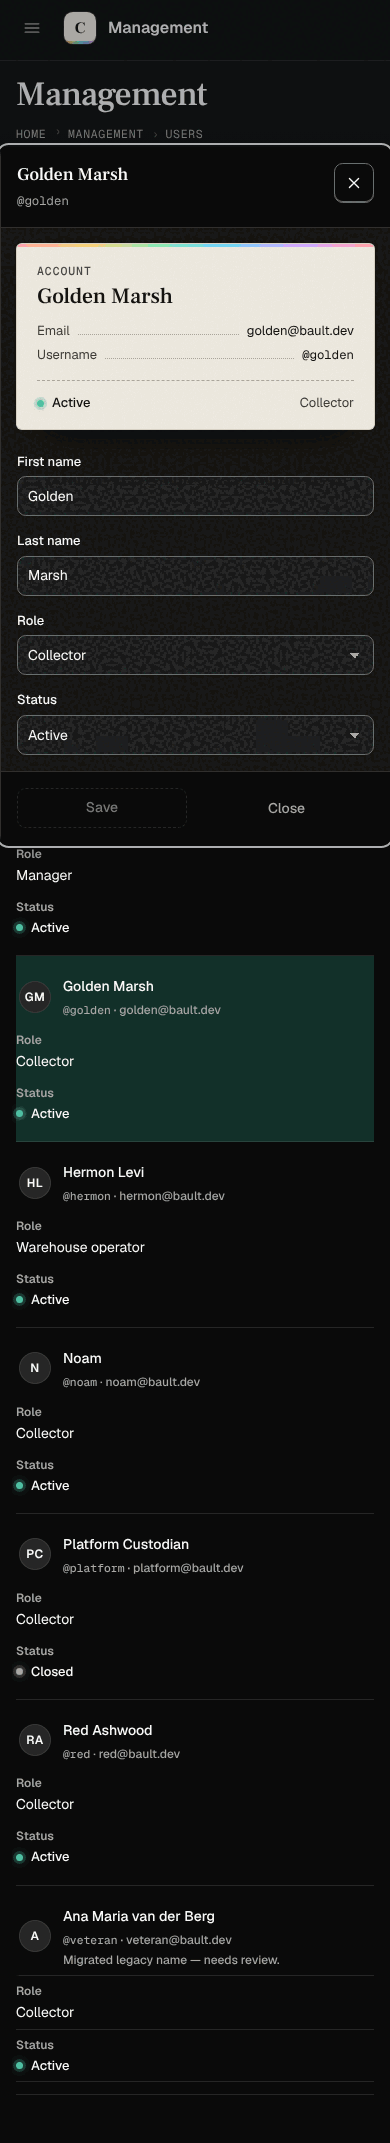 C Management
Management
HOME › MANAGEMENT › USERS
Golden Marsh
@golden
ACCOUNT
Golden Marsh
Email golden@bault.dev
Username @golden
Active Collector
First name
Golden
Last name
Marsh
Role
Collector
Status
Active
Save Close
Role
Manager
Status
Active
GM Golden Marsh
@golden · golden@bault.dev
Role
Collector
Status
Active
HL Hermon Levi
@hermon · hermon@bault.dev
Role
Warehouse operator
Status
Active
N Noam
@noam · noam@bault.dev
Role
Collector
Status
Active
PC Platform Custodian
@platform · platform@bault.dev
Role
Collector
Status
Closed
RA Red Ashwood
@red · red@bault.dev
Role
Collector
Status
Active
A Ana Maria van der Berg
@veteran · veteran@bault.dev
Migrated legacy name — needs review.
Role
Collector
Status
Active